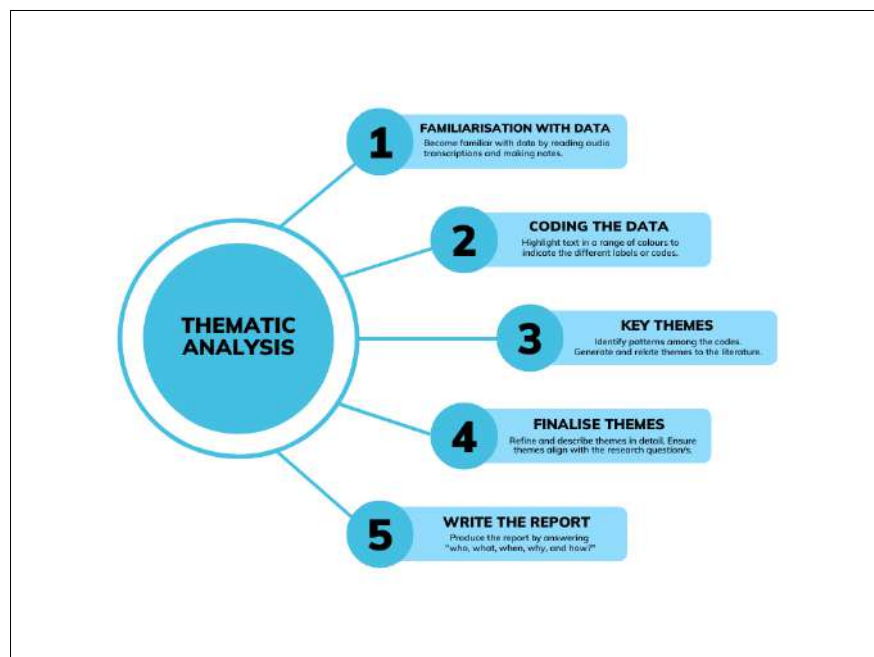 THEMATIC
ANALYSIS
1
FAMILIARISATION WITH DATA
Become familiar with data by reading audio
transcriptions and making notes.
2
CODING THE DATA
Highlight text in a range of colours to
indicate the different labels or codes.
3
KEY THEMES
Identify patterns among the codes.
Generate and relate themes to the literature.
4
FINALISE THEMES
Refine and describe themes in detail. Ensure
themes align with the research question/s.
5
WRITE THE REPORT
Produce the report by answering
"who, what, when, why, and how?"